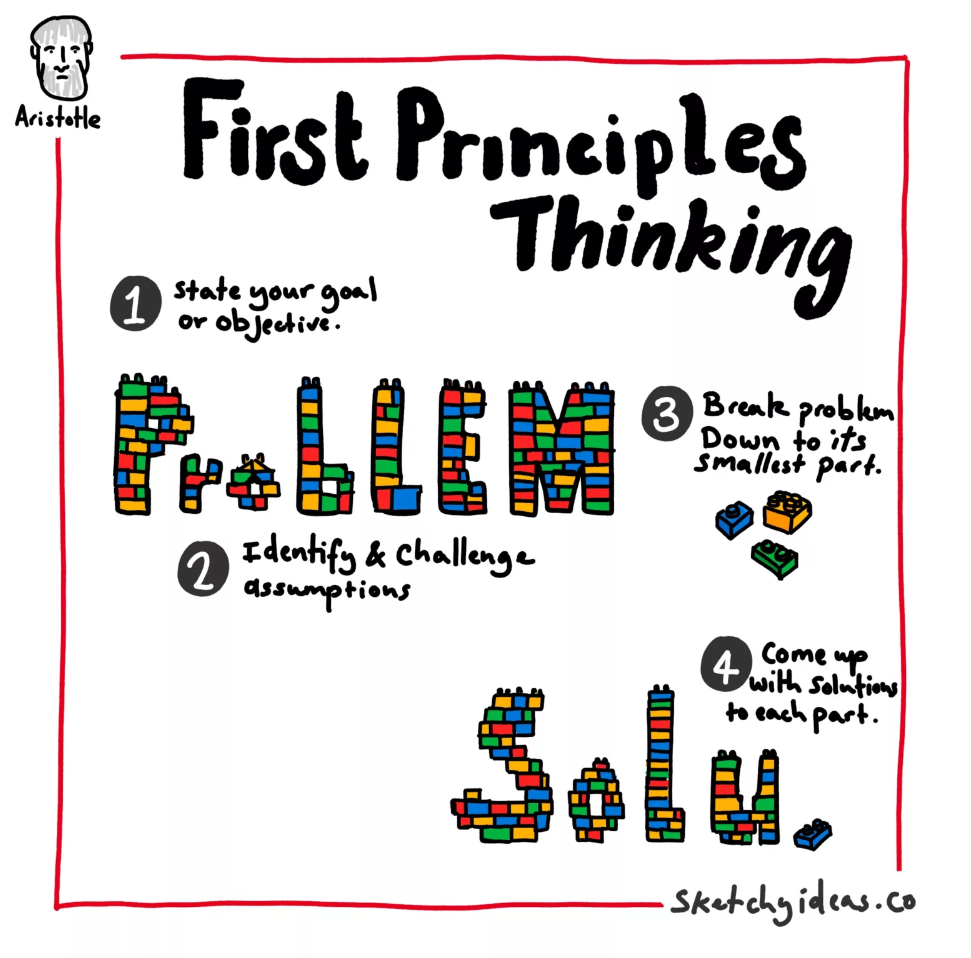 Aristotle
First Principles
Thinking
1 State your goal
or objective.
ProbLEM
3 Break problem
Down to it's
smallest part.
2 Identify & Challenge
assumptions
4 Come up
with solutions
to each part.
Solu
sketchyideas.co